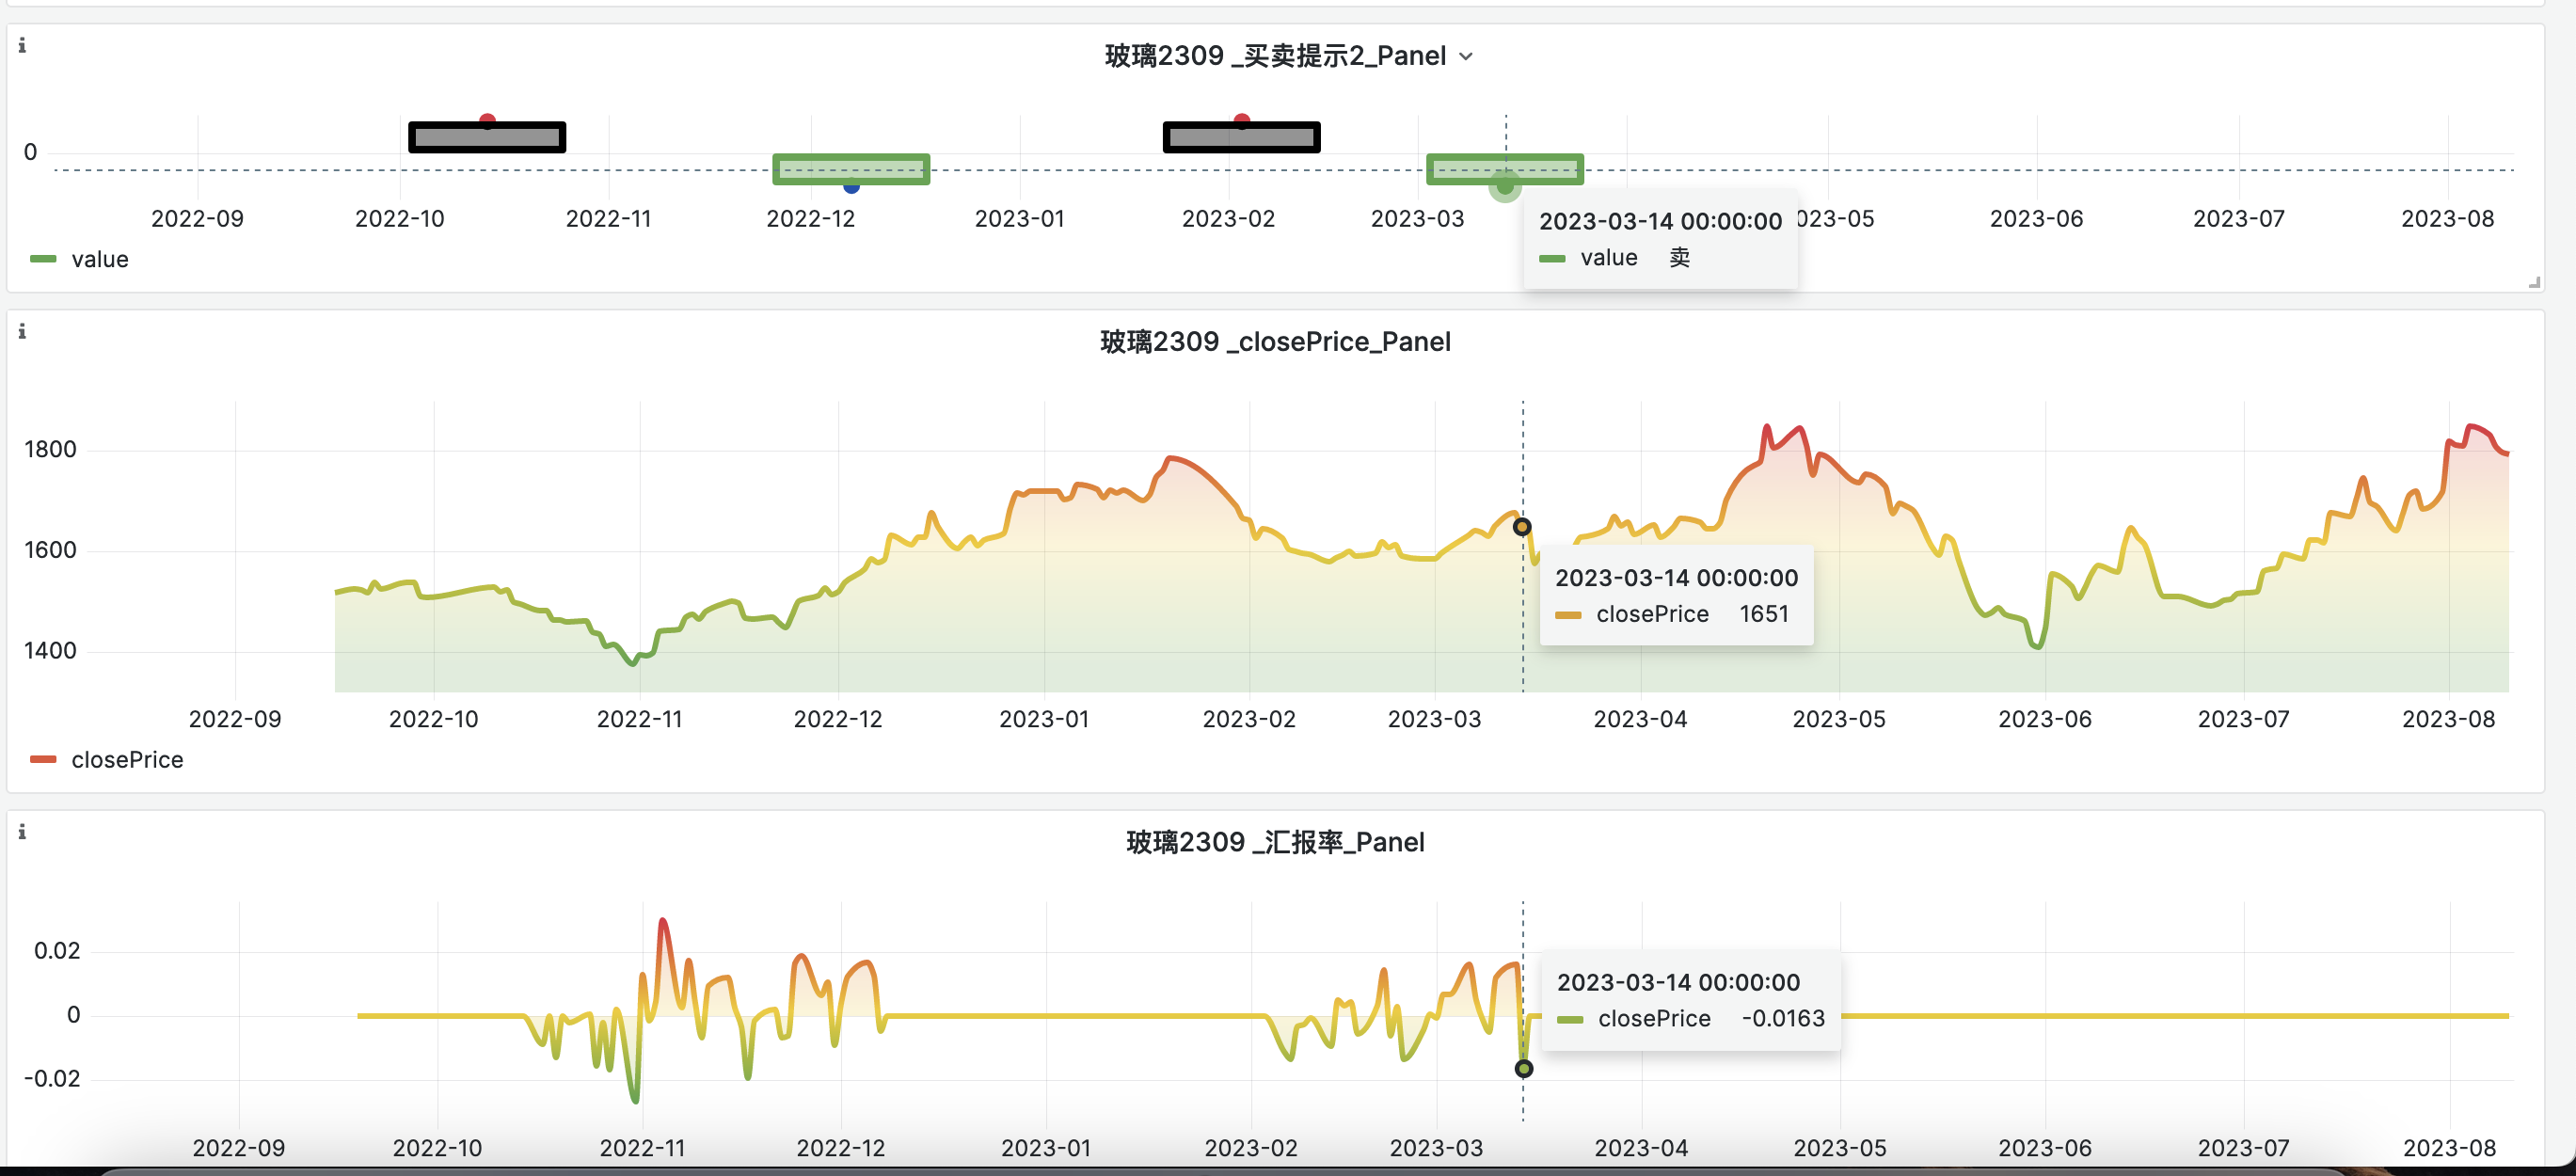 玻璃2309 _买卖提示2_Panel
0
2022-09 2022-10 2022-11 2022-12 2023-01 2023-02 2023-03 023-05 2023-06 2023-07 2023-08
2023-03-14 00:00:00
value 卖
value
玻璃2309 _closePrice_Panel
1800
1600
1400
2023-03-14 00:00:00
closePrice 1651
2022-09 2022-10 2022-11 2022-12 2023-01 2023-02 2023-03 2023-04 2023-05 2023-06 2023-07 2023-08
closePrice
玻璃2309 _汇报率_Panel
0.02
0
-0.02
2023-03-14 00:00:00
closePrice -0.0163
2022-09 2022-10 2022-11 2022-12 2023-01 2023-02 2023-03 2023-04 2023-05 2023-06 2023-07 2023-08